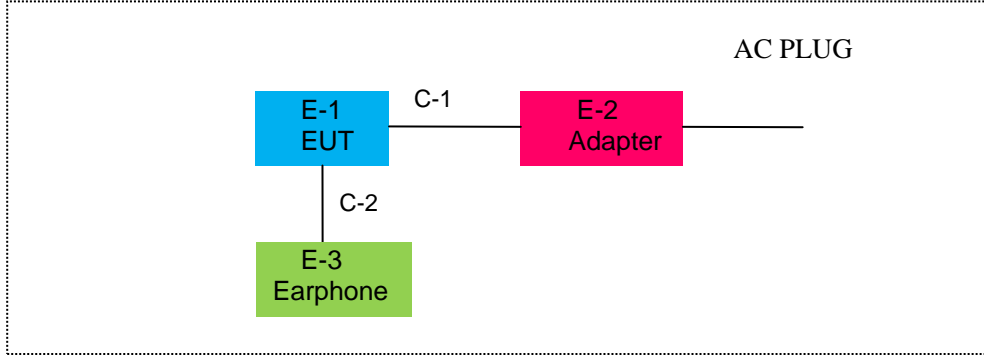 AC PLUG
E-1
EUT
C-1
E-2
Adapter
C-2
E-3
Earphone